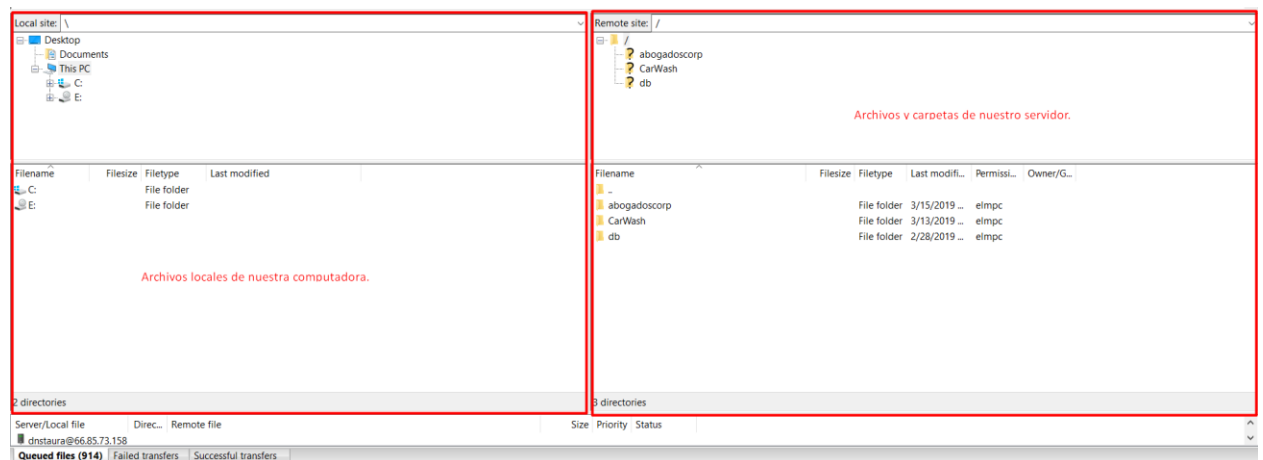 Local site: \
Desktop
Documents
This PC
C:
E:
Filename Filesize Filetype Last modified
C: File folder
E: File folder
Archivos locales de nuestra computadora.
2 directories
Remote site: /
/
abogadoscorp
CarWash
db
Archivos y carpetas de nuestro servidor.
Filename Filesize Filetype Last modifi... Permissi... Owner/G...
..
abogadoscorp File folder 3/15/2019 ... elmpc
CarWash File folder 3/13/2019 ... elmpc
db File folder 2/28/2019 ... elmpc
3 directories
Server/Local file Direc... Remote file Size Priority Status
dnstaura@66.85.73.158
Queued files (914) Failed transfers Successful transfers